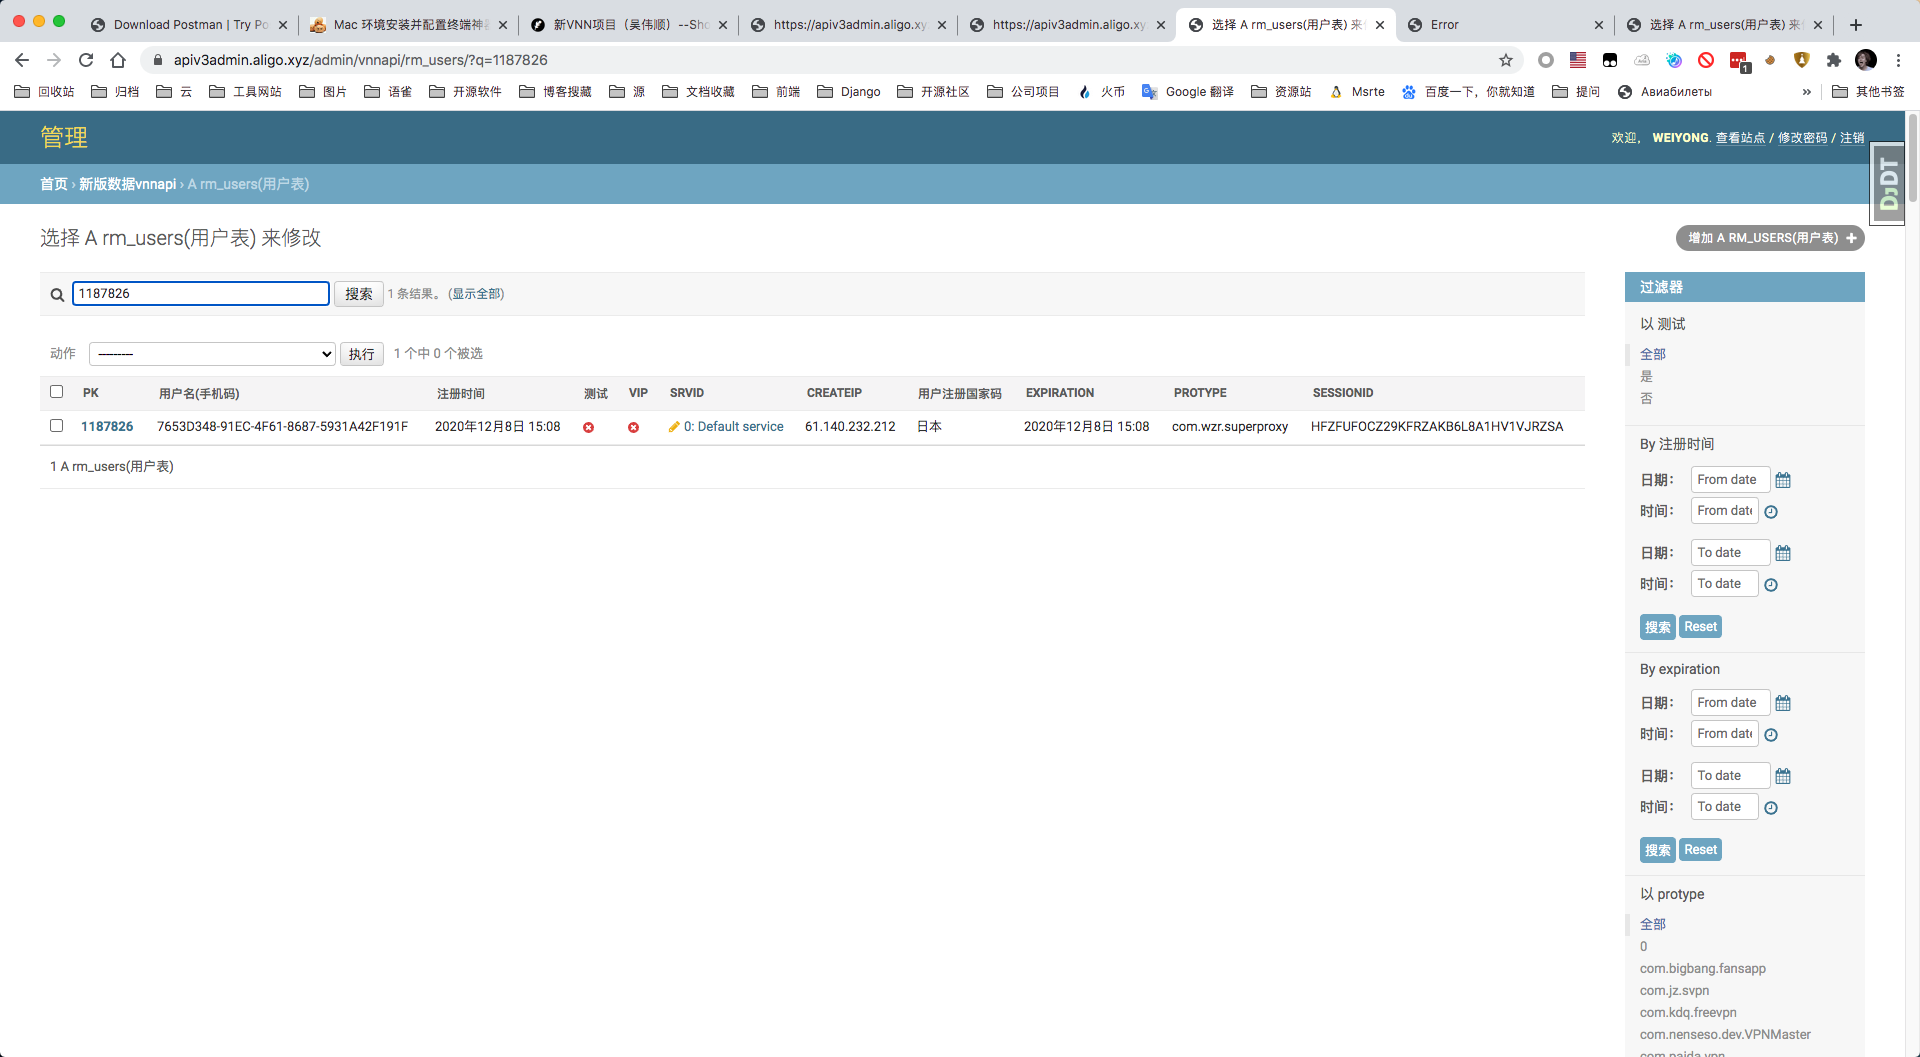 Download Postman | Try Po
Mac 环境安装并配置终端神
新VNN项目（吴伟顺）--Sho
https://apiv3admin.aligo.xy
https://apiv3admin.aligo.xy
选择 A rm_users(用户表) 来
Error
选择 A rm_users(用户表) 来
apiv3admin.aligo.xyz/admin/vnnapi/rm_users/?q=1187826
1
回收站 归档 云 工具网站 图片 语雀 开源软件 博客搜藏 源 文档收藏 前端 Django 开源社区 公司项目 火币 Google 翻译 资源站 Msrte 百度一下，你就知道 提问 Авиабилеты » 其他书签
管理
欢迎， WEIYONG. 查看站点 / 修改密码 / 注销
DJDT
首页 › 新版数据vnnapi › A rm_users(用户表)
选择 A rm_users(用户表) 来修改
增加 A RM_USERS(用户表)
1187826 搜索 1 条结果。 (显示全部)
动作 --------- 执行 1 个中 0 个被选
PK 用户名(手机码) 注册时间 测试 VIP SRVID CREATEIP 用户注册国家码 EXPIRATION PROTYPE SESSIONID
1187826 7653D348-91EC-4F61-8687-5931A42F191F 2020年12月8日 15:08 0: Default service 61.140.232.212 日本 2020年12月8日 15:08 com.wzr.superproxy HFZFUFOCZ29KFRZAKB6L8A1HV1VJRZSA
1 A rm_users(用户表)
过滤器
以 测试
全部
是
否
By 注册时间
日期： From date
时间： From date
日期： To date
时间： To date
搜索 Reset
By expiration
日期： From date
时间： From date
日期： To date
时间： To date
搜索 Reset
以 protype
全部
0
com.bigbang.fansapp
com.jz.svpn
com.kdq.freevpn
com.nenseso.dev.VPNMaster